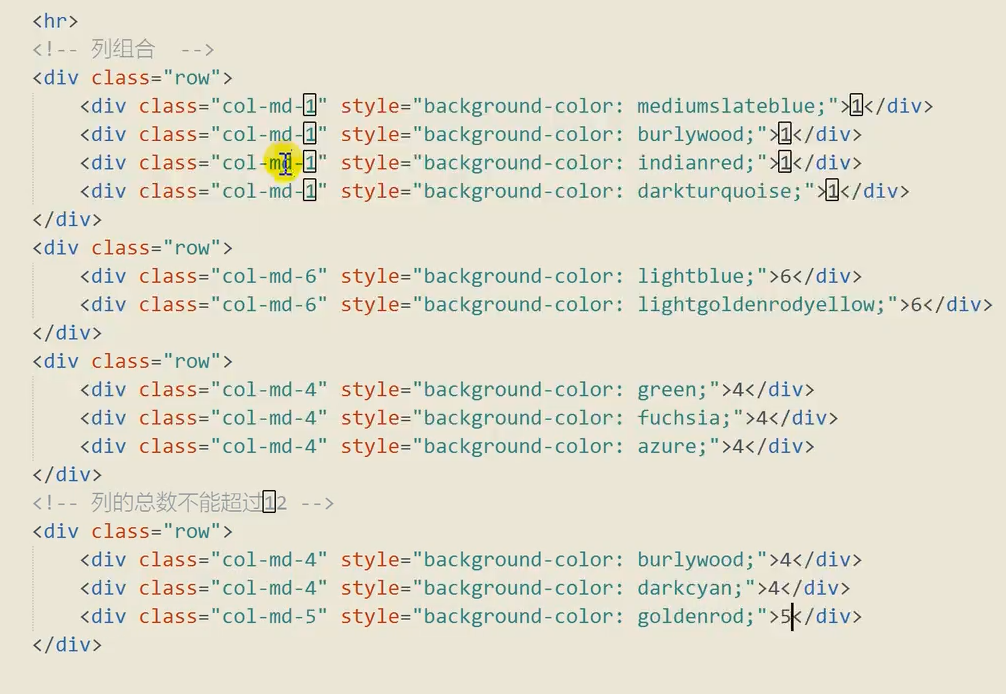 <hr>
<!-- 列组合  -->
<div class="row">
    <div class="col-md-1" style="background-color: mediumslateblue;">1</div>
    <div class="col-md-1" style="background-color: burlywood;">1</div>
    <div class="col-md-1" style="background-color: indianred;">1</div>
    <div class="col-md-1" style="background-color: darkturquoise;">1</div>
</div>
<div class="row">
    <div class="col-md-6" style="background-color: lightblue;">6</div>
    <div class="col-md-6" style="background-color: lightgoldenrodyellow;">6</div>
</div>
<div class="row">
    <div class="col-md-4" style="background-color: green;">4</div>
    <div class="col-md-4" style="background-color: fuchsia;">4</div>
    <div class="col-md-4" style="background-color: azure;">4</div>
</div>
<!-- 列的总数不能超过12 -->
<div class="row">
    <div class="col-md-4" style="background-color: burlywood;">4</div>
    <div class="col-md-4" style="background-color: darkcyan;">4</div>
    <div class="col-md-5" style="background-color: goldenrod;">5</div>
</div>